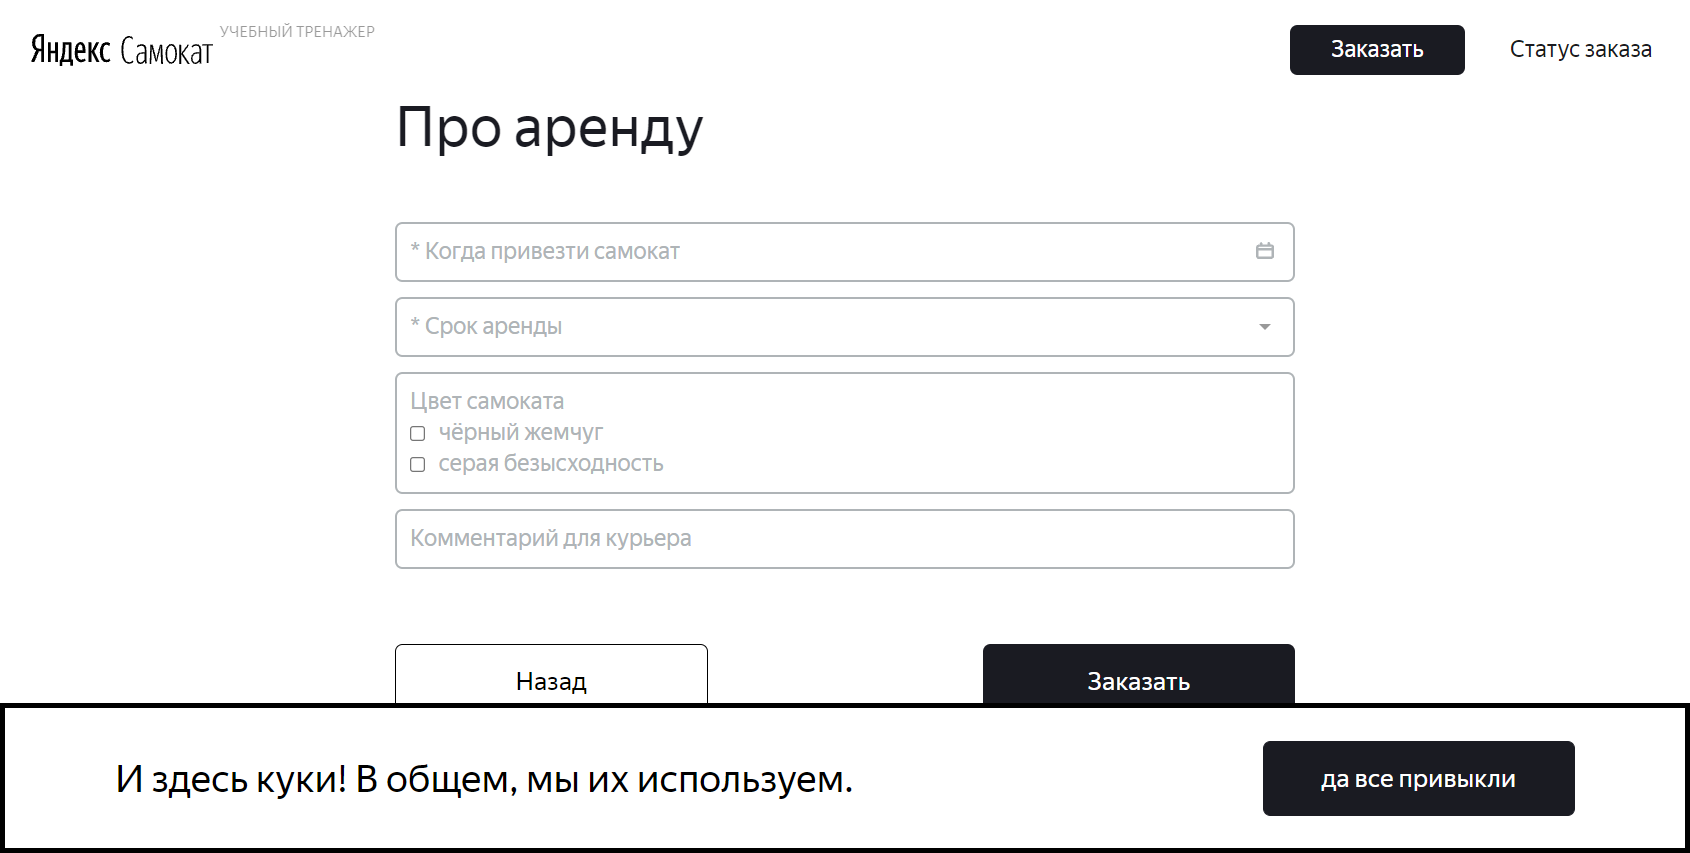 Яндекс Самокат
УЧЕБНЫЙ ТРЕНАЖЕР
Заказать
Статус заказа
Про аренду
* Когда привезти самокат
* Срок аренды
Цвет самоката
чёрный жемчуг
серая безысходность
Комментарий для курьера
Назад
Заказать
И здесь куки! В общем, мы их используем.
да все привыкли